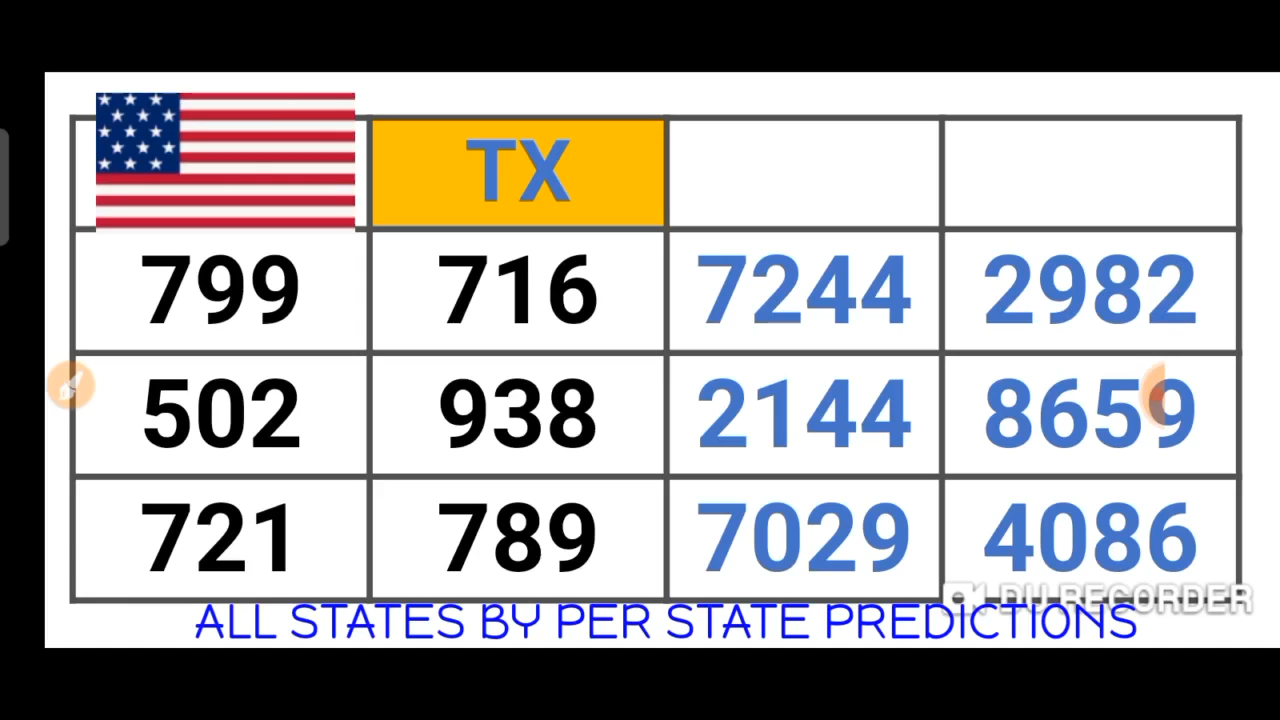 TX
799 716 7244 2982
502 938 2144 8659
721 789 7029 4086
DU RECORDER
ALL STATES BY PER STATE PREDICTIONS